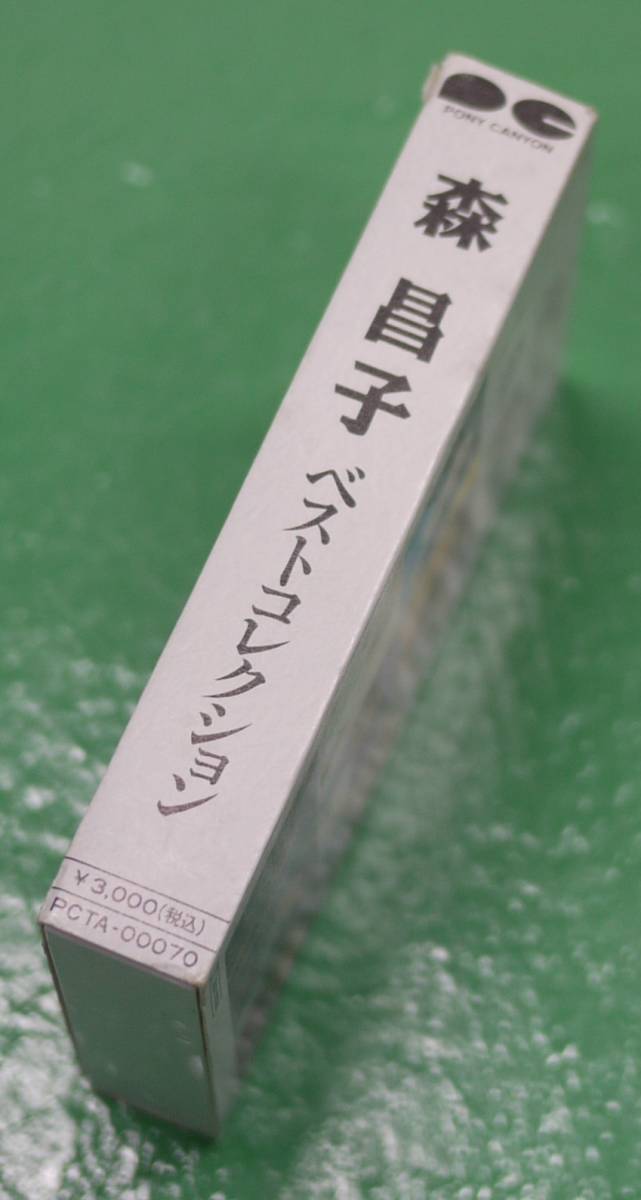 PC
PONY CANYON
森昌子
ベストコレクション
¥3,000(税込)
PCTA-00070